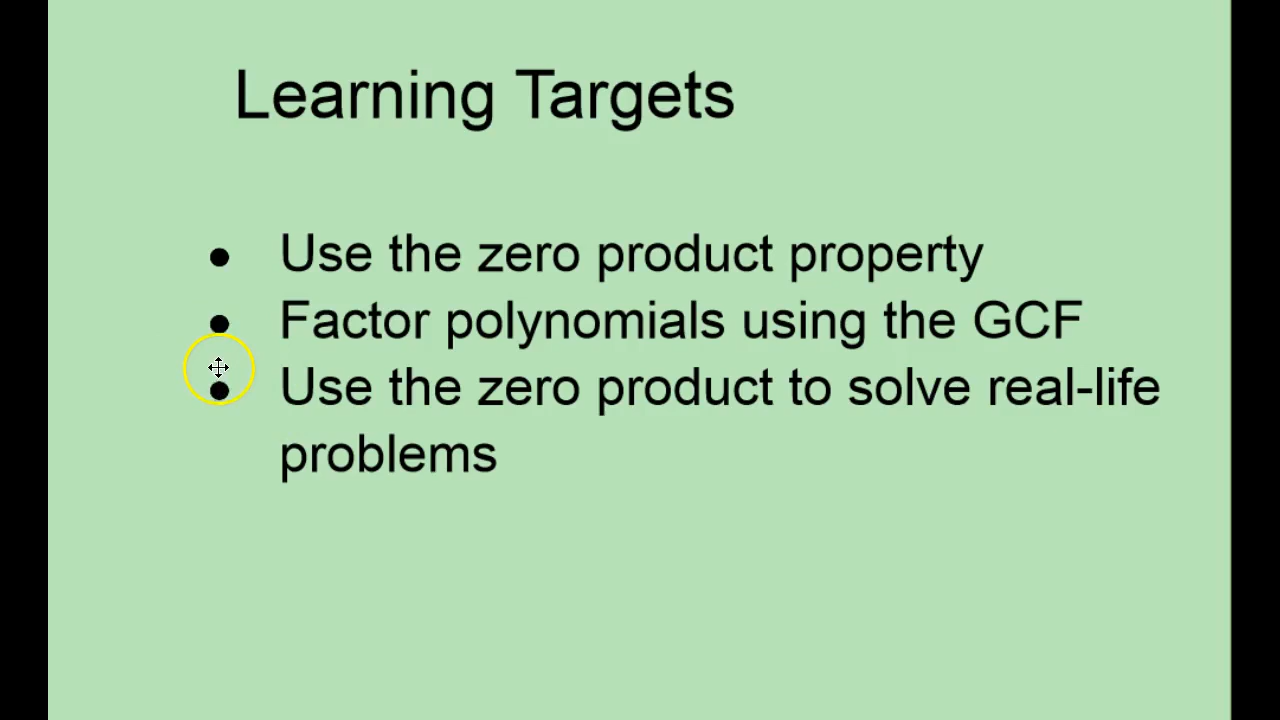 Learning Targets
● Use the zero product property
● Factor polynomials using the GCF
● Use the zero product to solve real-life
problems